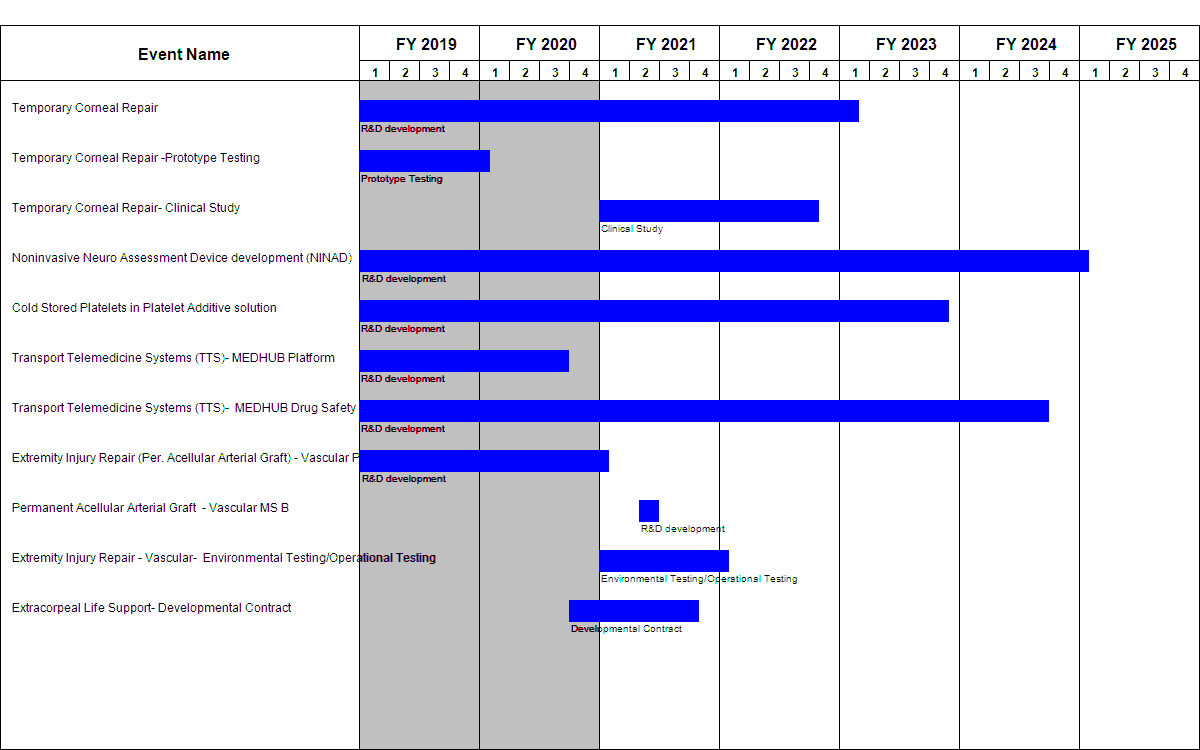 Event Name
FY 2019 FY 2020 FY 2021 FY 2022 FY 2023 FY 2024 FY 2025
1 2 3 4 1 2 3 4 1 2 3 4 1 2 3 4 1 2 3 4 1 2 3 4 1 2 3 4
Temporary Corneal Repair
R&D development
Temporary Corneal Repair -Prototype Testing
Prototype Testing
Temporary Corneal Repair- Clinical Study
Clinical Study
Noninvasive Neuro Assessment Device development (NINAD)
R&D development
Cold Stored Platelets in Platelet Additive solution
R&D development
Transport Telemedicine Systems (TTS)- MEDHUB Platform
R&D development
Transport Telemedicine Systems (TTS)-  MEDHUB Drug Safety
R&D development
Extremity Injury Repair (Per. Acellular Arterial Graft) - Vascular P
R&D development
Permanent Acellular Arterial Graft  - Vascular MS B
R&D development
Extremity Injury Repair - Vascular-  Environmental Testing/Operational Testing
Environmental Testing/Operational Testing
Extracorpeal Life Support- Developmental Contract
Developmental Contract